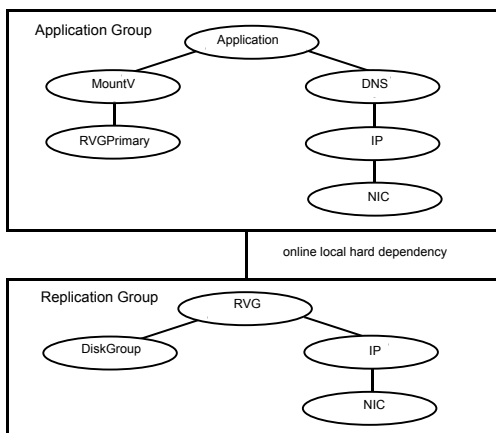 Application Group
Application
MountV
DNS
RVGPrimary
IP
NIC
online local hard dependency
Replication Group
RVG
DiskGroup
IP
NIC